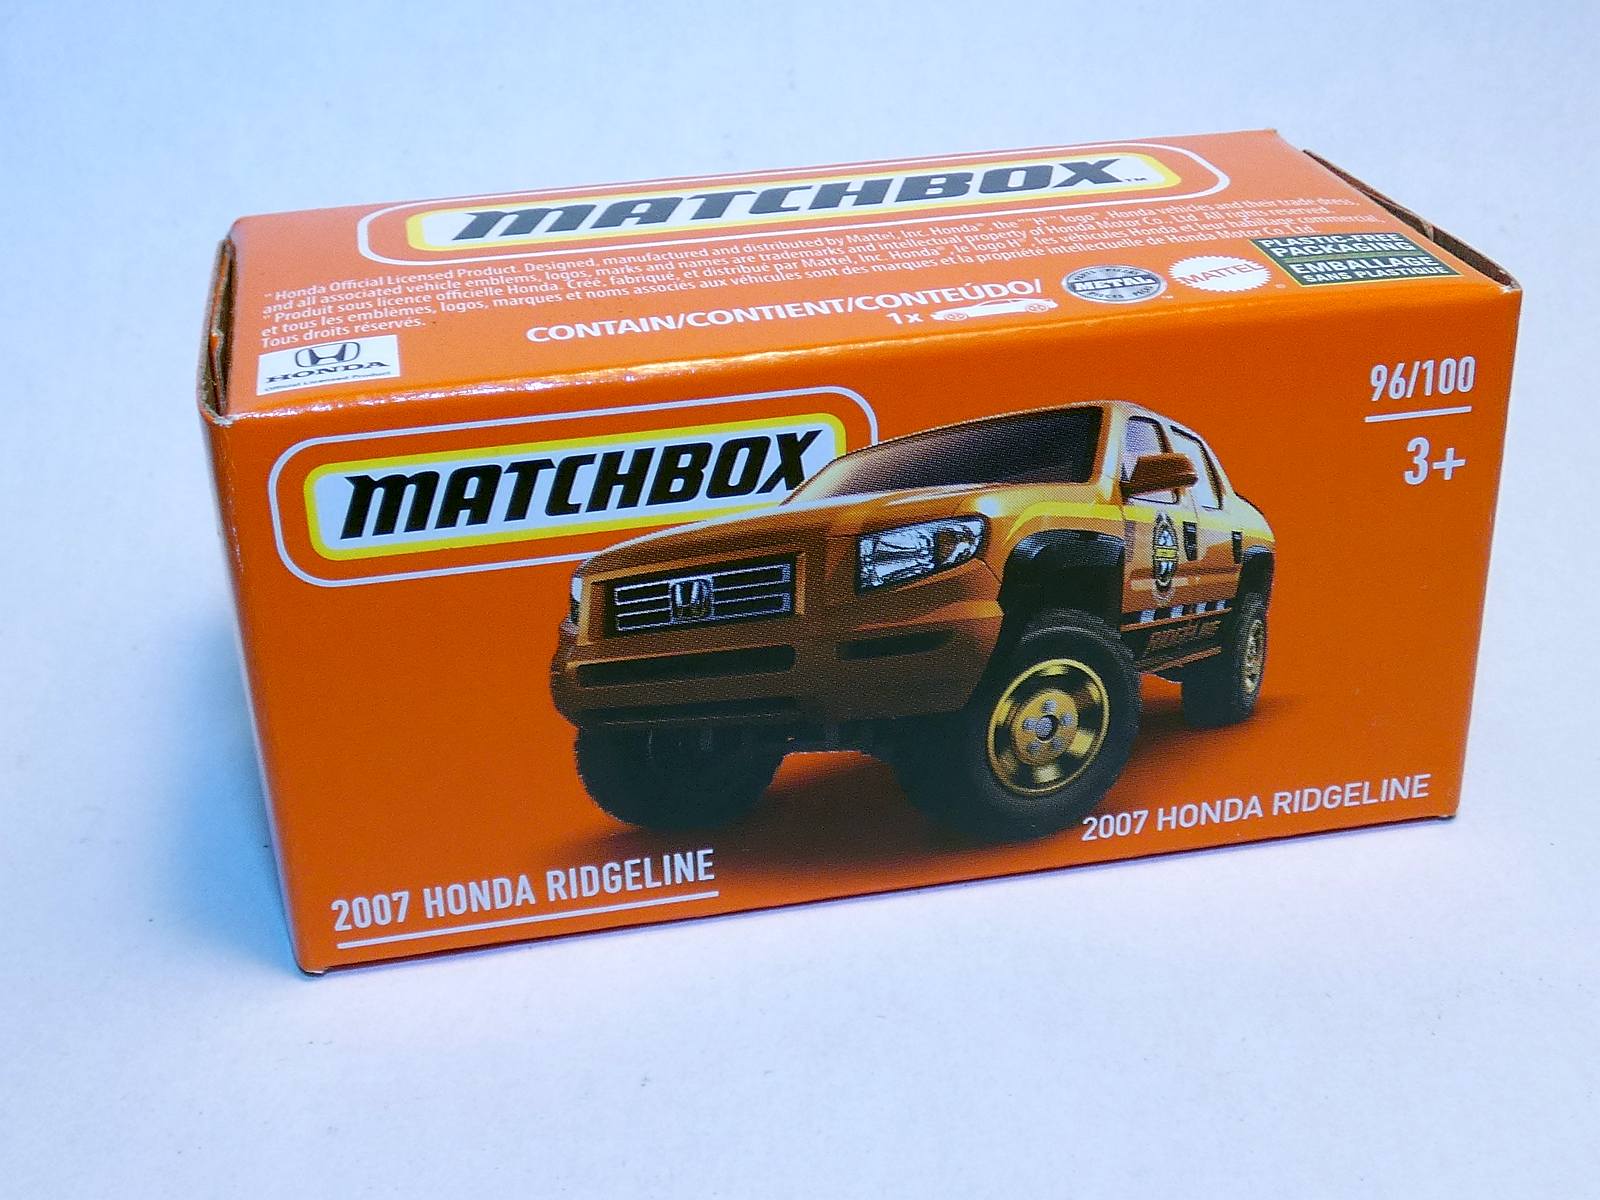 MATCHBOX™
"Honda Official Licensed Product. Designed, manufactured and distributed by Mattel, Inc. Honda®, the "H" logo®, Honda vehicles and their trade dress,
and all associated vehicle emblems, logos, marks and names are trademarks and intellectual property of Honda Motor Co., Ltd. All rights reserved.
"Produit sous licence officielle Honda. Créé, fabriqué, et distribué par Mattel, Inc. Honda®, le logo H®, les véhicules Honda et leur habillage commercial,
et tous les emblèmes, logos, marques et noms associés aux véhicules sont des marques et la propriété intellectuelle de Honda Motor Co., Ltd.
Tous droits réservés.
HONDA
Official Licensed Product
CONTAIN/CONTIENT/CONTEÚDO/
1x
METAL
MATTEL
PLASTIC FREE
PACKAGING
EMBALLAGE
SANS PLASTIQUE
MATCHBOX
96/100
3+
RIDGELINE
2007 HONDA RIDGELINE
2007 HONDA RIDGELINE